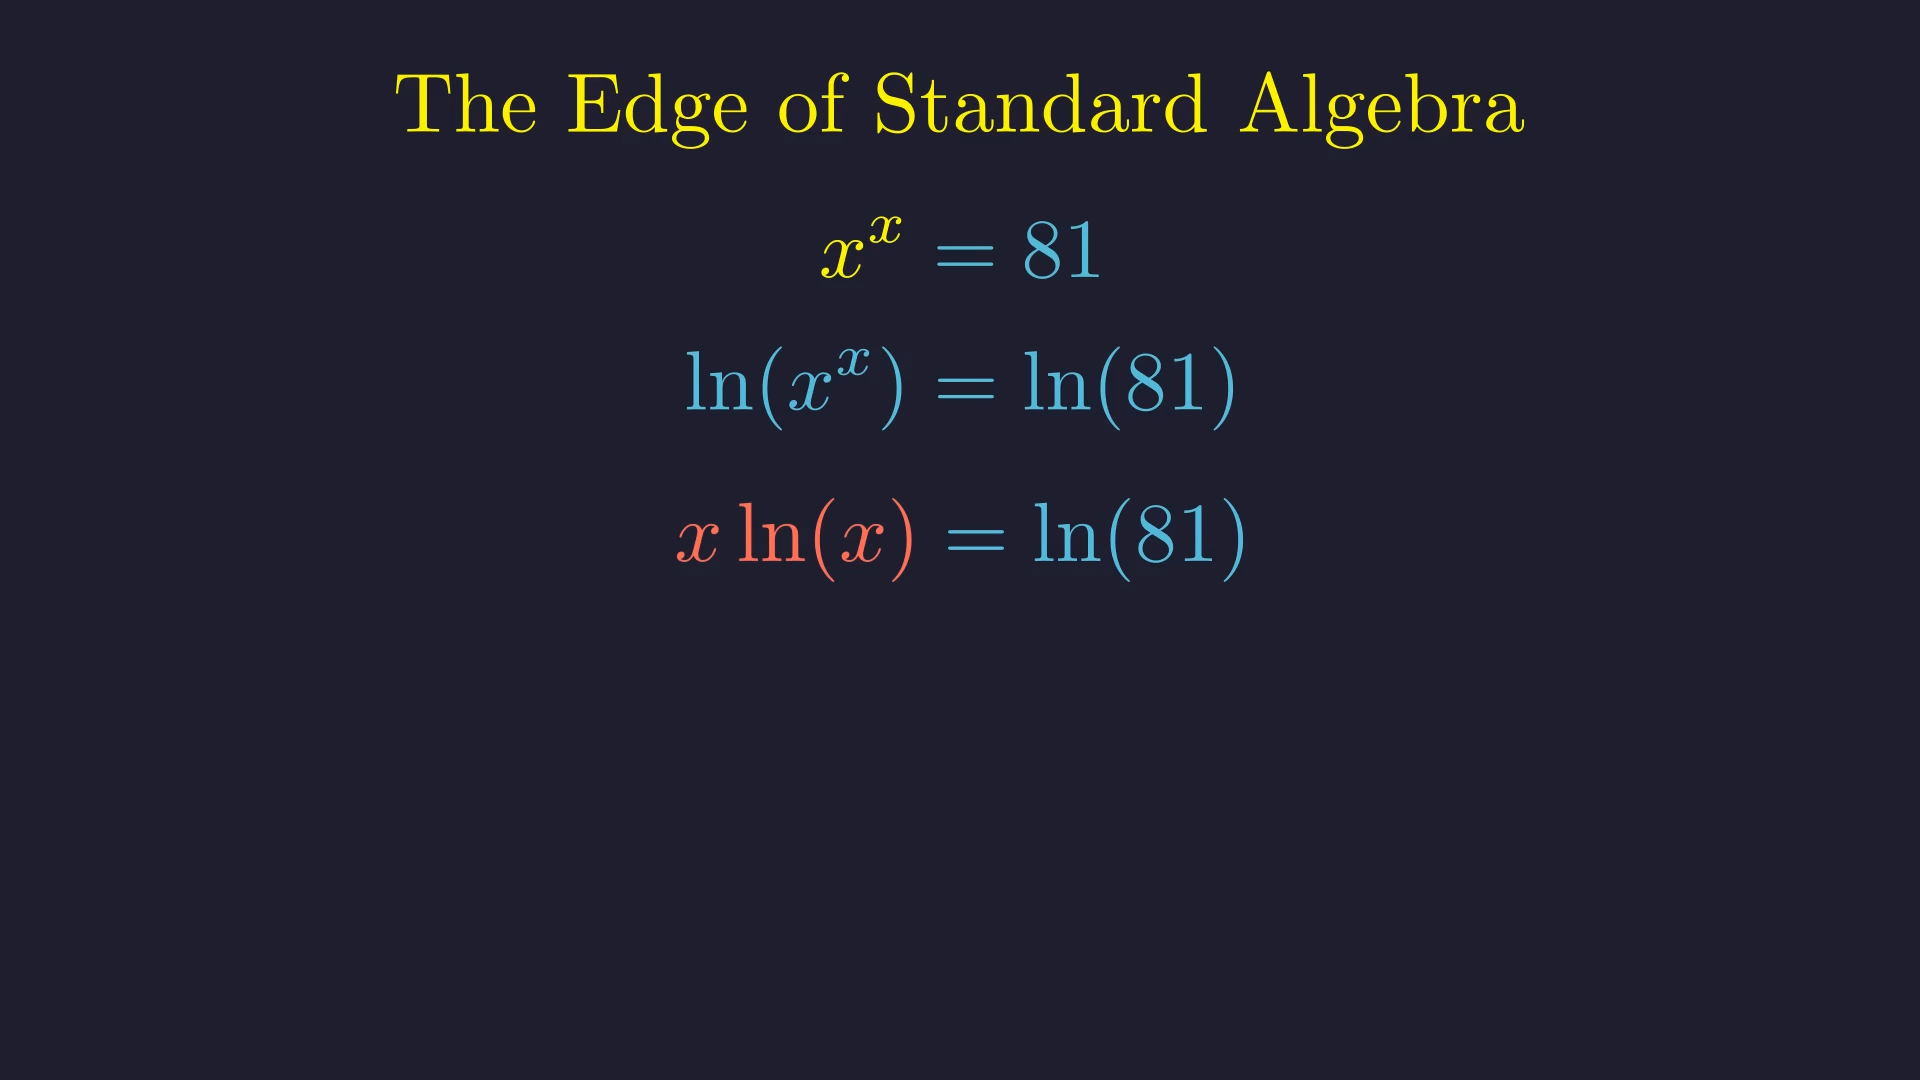 The Edge of Standard Algebra
x^x = 81
ln(x^x) = ln(81)
x ln(x) = ln(81)